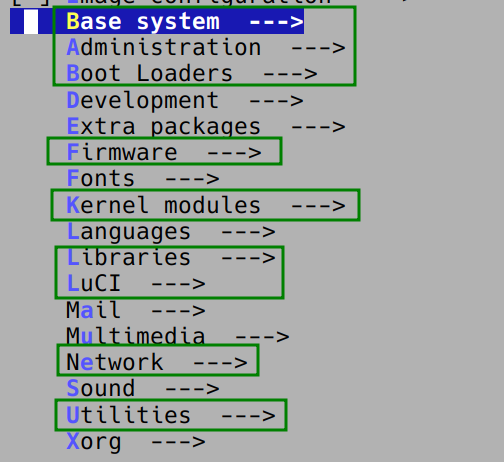 Base system  --->
Administration  --->
Boot Loaders  --->
Development  --->
Extra packages  --->
Firmware  --->
Fonts  --->
Kernel modules  --->
Languages  --->
Libraries  --->
LuCI  --->
Mail  --->
Multimedia  --->
Network  --->
Sound  --->
Utilities  --->
Xorg  --->